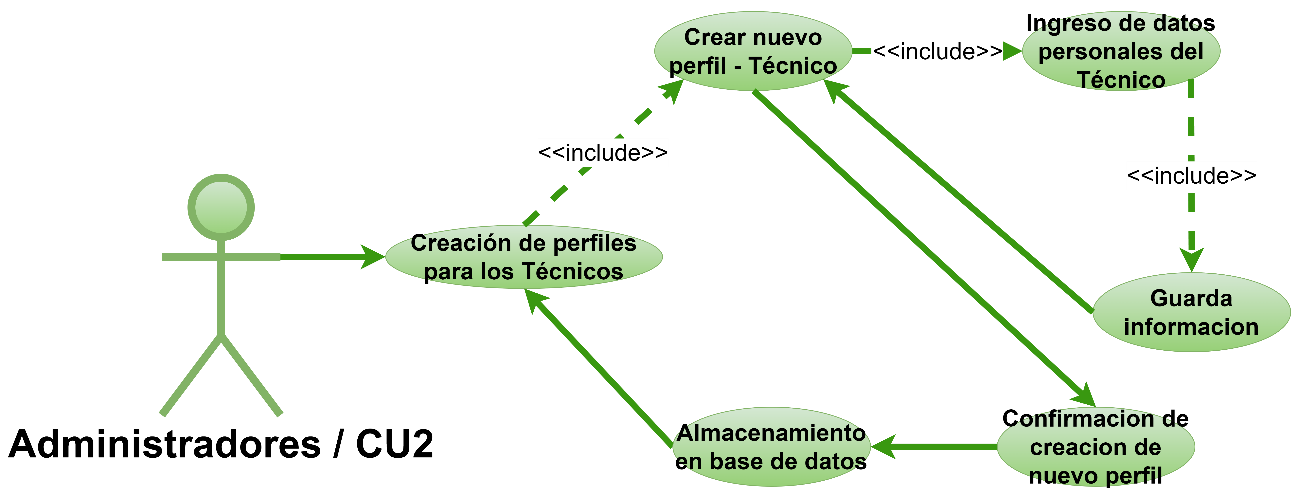 Crear nuevo
perfil - Técnico
<<include>>
Ingreso de datos
personales del
Técnico
<<include>>
<<include>>
Creación de perfiles
para los Técnicos
Guarda
informacion
Administradores / CU2
Almacenamiento
en base de datos
Confirmacion de
creacion de
nuevo perfil